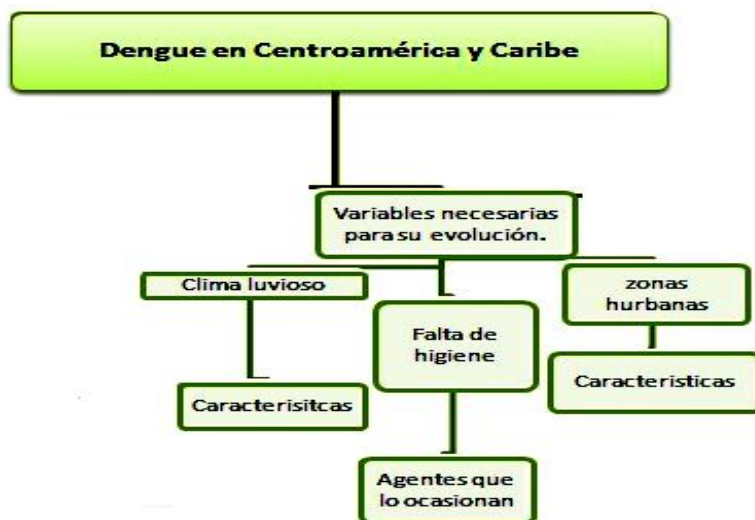 Dengue en Centroamérica y Caribe
Variables necesarias
para su evolución.
Clima luvioso
zonas
hurbanas
Falta de
higiene
Caracterisitcas
Caracteristicas
Agentes que
lo ocasionan